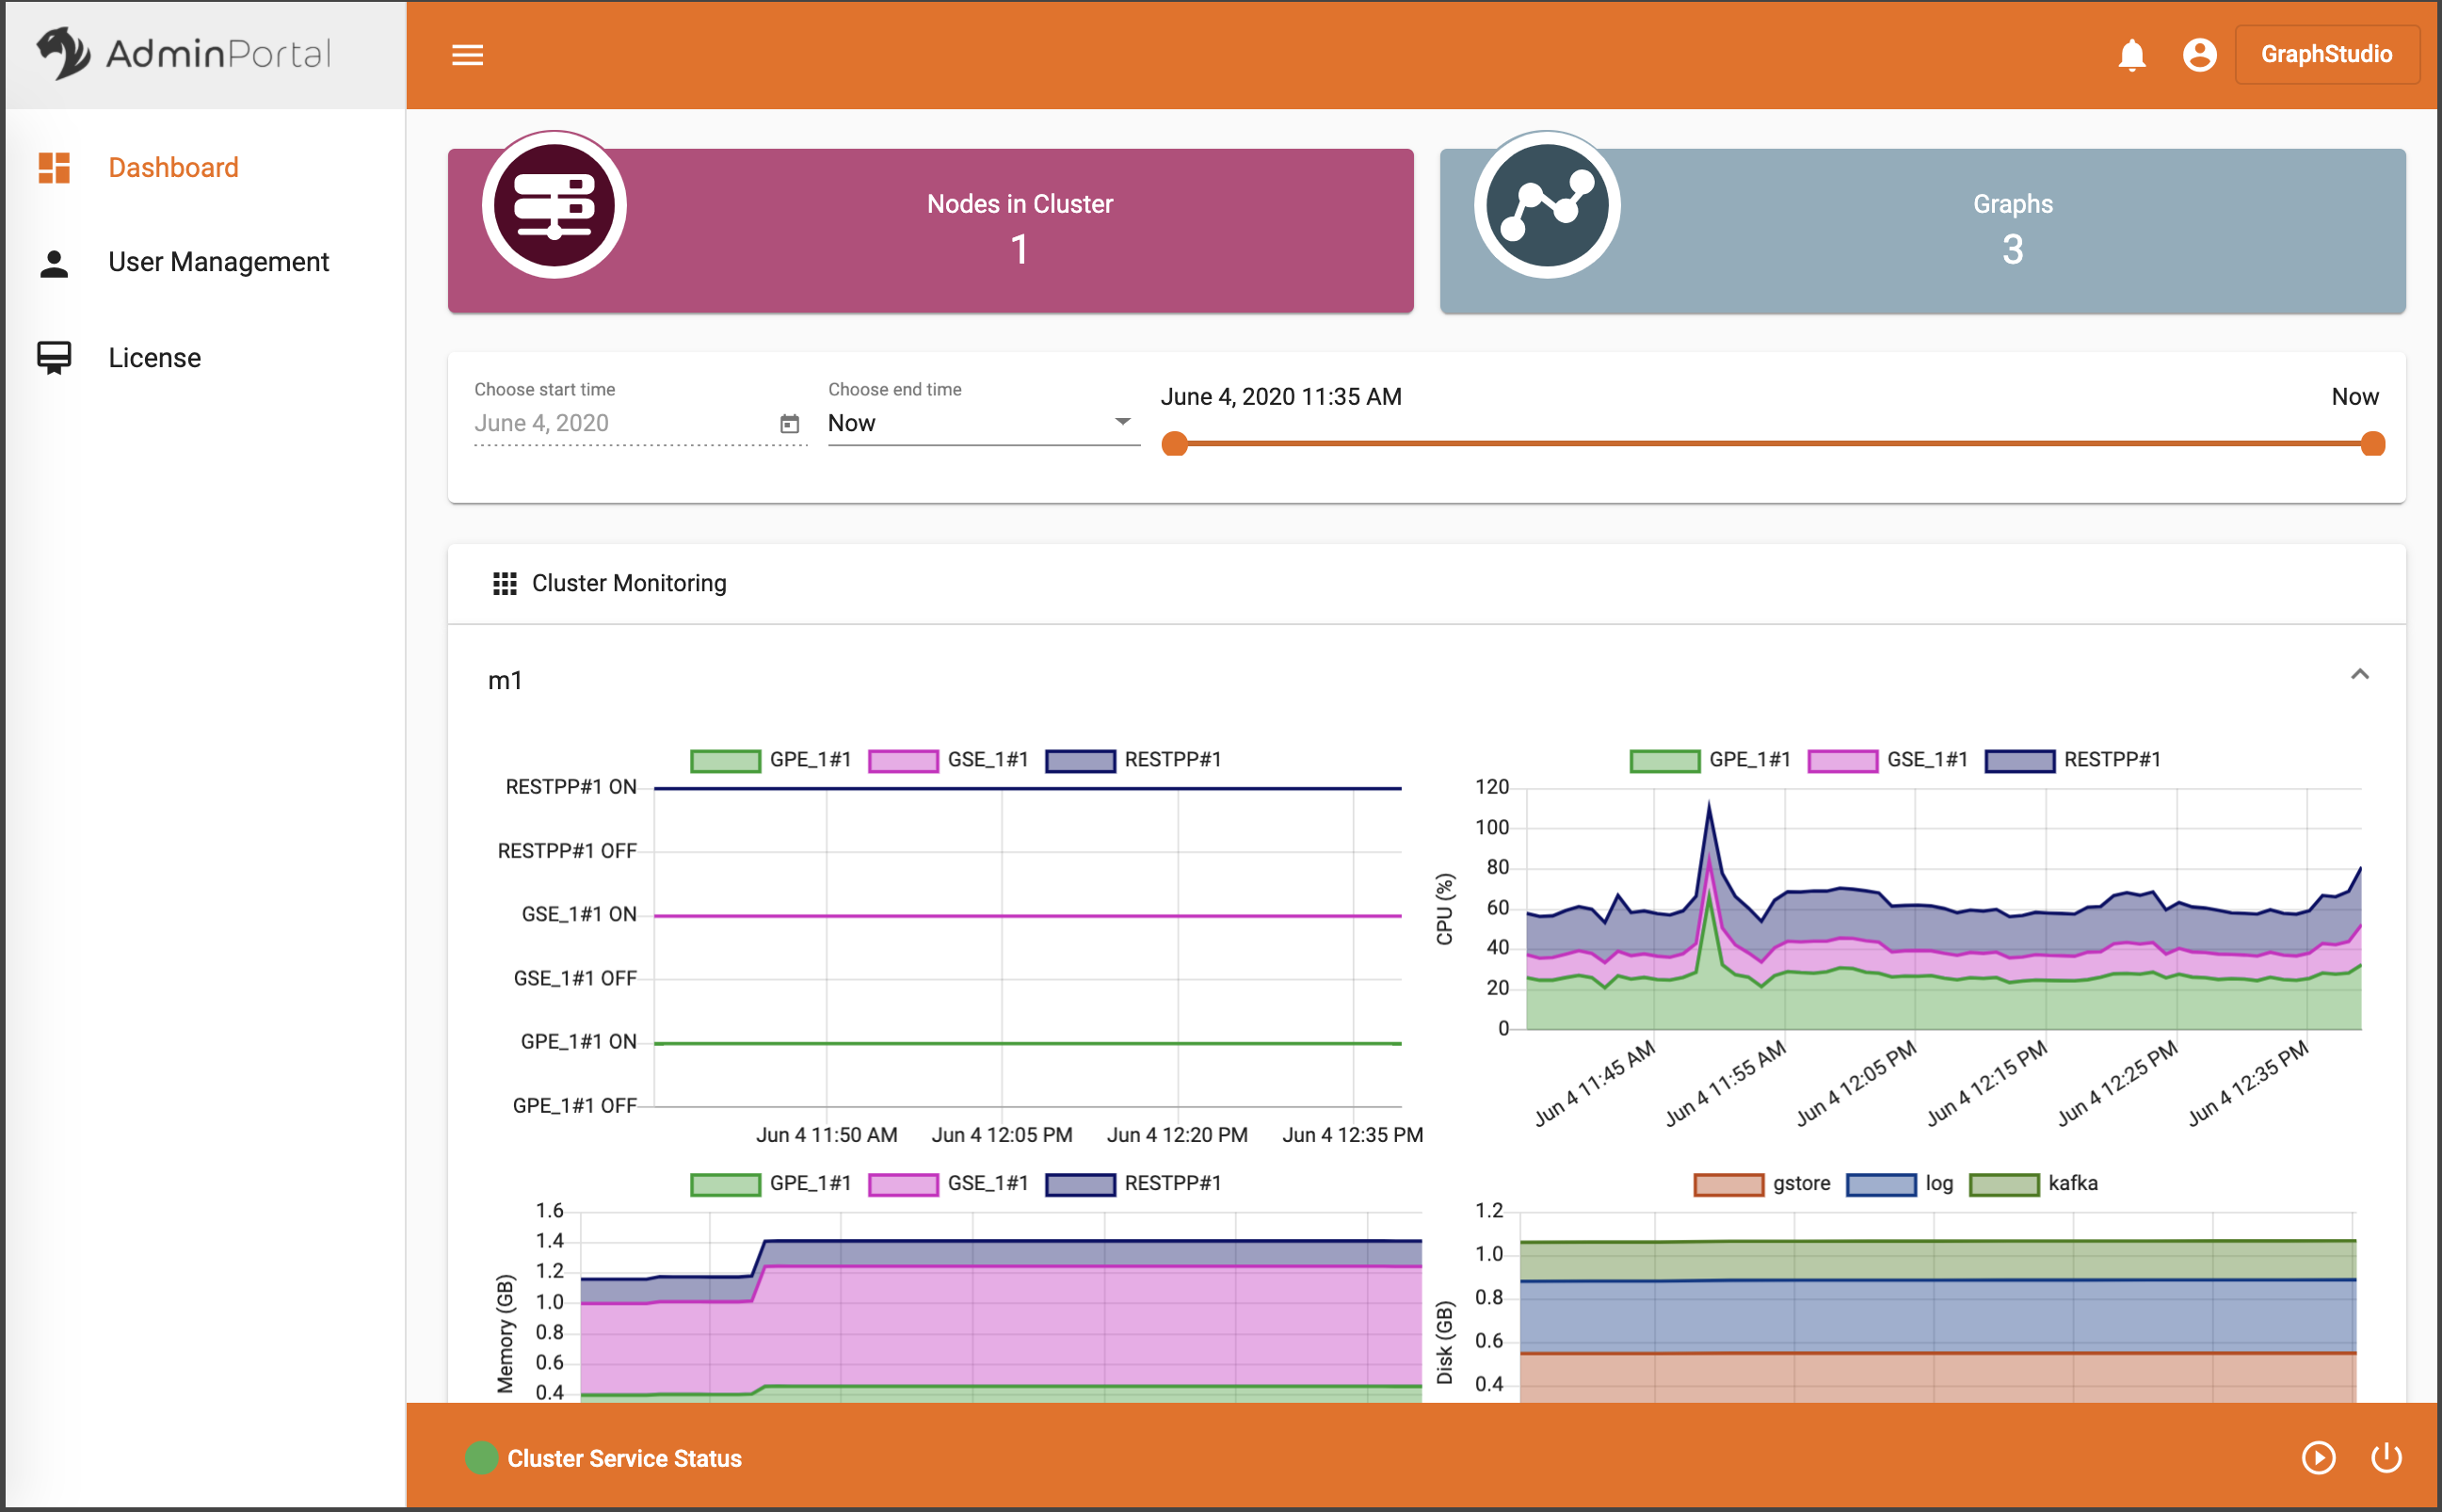 AdminPortal
GraphStudio
Dashboard
User Management
License
Nodes in Cluster
1
Graphs
3
Choose start time
June 4, 2020
Choose end time
Now
June 4, 2020 11:35 AM
Now
Cluster Monitoring
m1
GPE_1#1 GSE_1#1 RESTPP#1
RESTPP#1 ON
RESTPP#1 OFF
GSE_1#1 ON
GSE_1#1 OFF
GPE_1#1 ON
GPE_1#1 OFF
Jun 4 11:50 AM Jun 4 12:05 PM Jun 4 12:20 PM Jun 4 12:35 PM
GPE_1#1 GSE_1#1 RESTPP#1
CPU (%)
120
100
80
60
40
20
0
Jun 4 11:45 AM Jun 4 11:55 AM Jun 4 12:05 PM Jun 4 12:15 PM Jun 4 12:25 PM Jun 4 12:35 PM
GPE_1#1 GSE_1#1 RESTPP#1
Memory (GB)
1.6
1.4
1.2
1.0
0.8
0.6
0.4
gstore log kafka
Disk (GB)
1.2
1.0
0.8
0.6
0.4
Cluster Service Status